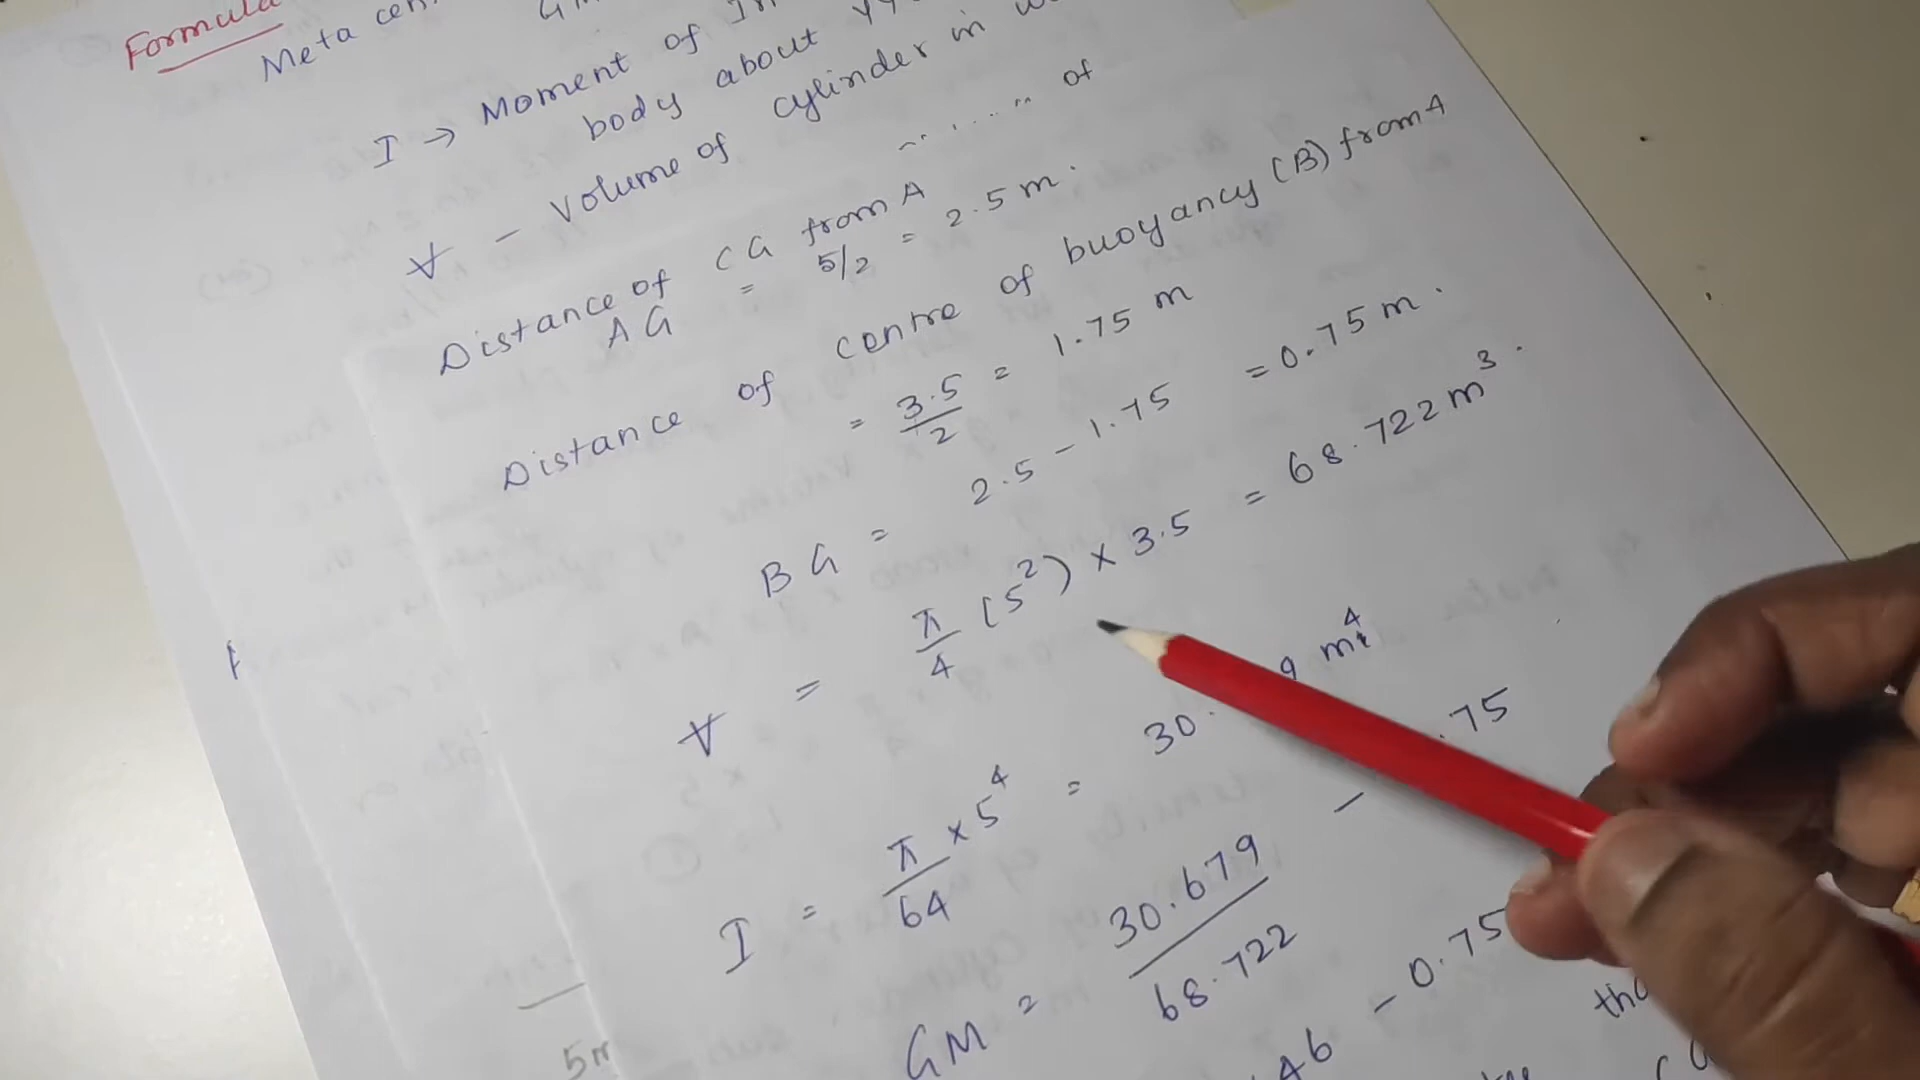 Formula
Meta cen
I → Moment of
body about
∀ - Volume of cylinder in
of
Distance of CG from A
AG = 5/2 = 2.5 m.
Distance of centre of buoyancy (B) from A
= 3.5/2 = 1.75 m
BG = 2.5 - 1.75 = 0.75 m.
∀ = π/4 (5²) × 3.5 = 68.722 m³.
I = π/64 × 5⁴ = 30. 9 m⁴
GM = 30.679/68.722 - .75
46 - 0.75
5m